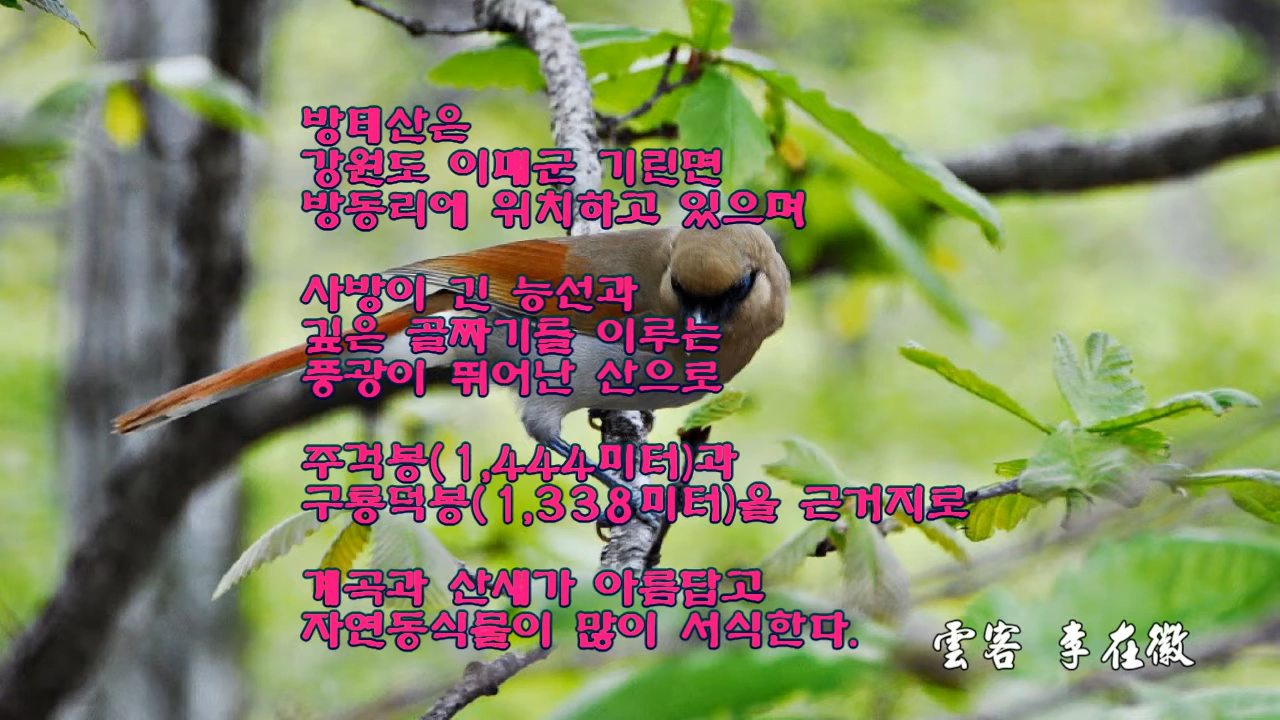 방태산은
강원도 이매군 기린면
방동리에 위치하고 있으며
사방이 긴 능선과
깊은 골짜기를 이루는
풍광이 뛰어난 산으로
주걱봉(1,444미터)과
구룡덕봉(1,338미터)을 근거지로
계곡과 산새가 아름답고
자연동식물이 많이 서식한다.
雲客 李在徽